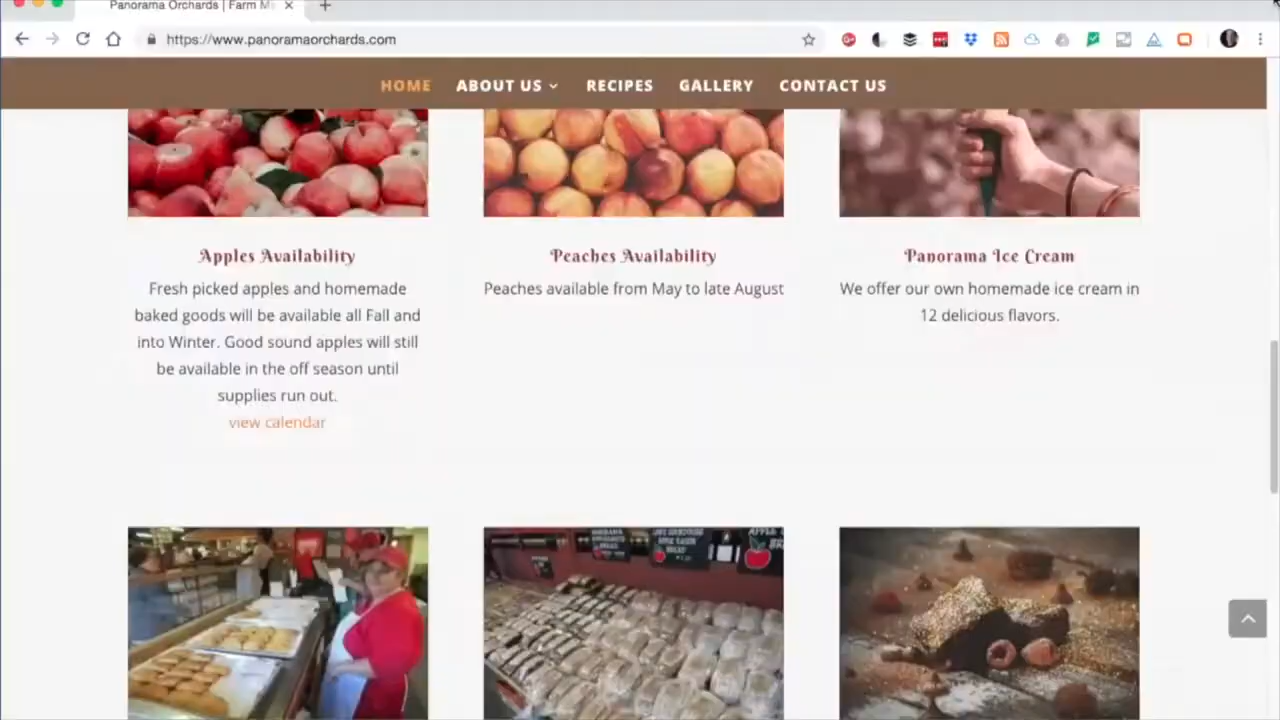 Panorama Orchards | Farm M
https://www.panoramaorchards.com
HOME ABOUT US RECIPES GALLERY CONTACT US
Apples Availability
Fresh picked apples and homemade
baked goods will be available all Fall and
into Winter. Good sound apples will still
be available in the off season until
supplies run out.
view calendar
Peaches Availability
Peaches available from May to late August
Panorama Ice Cream
We offer our own homemade ice cream in
12 delicious flavors.
APPLE